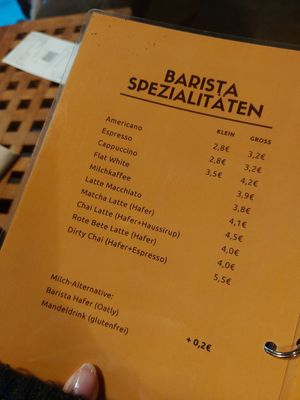 BARISTA
SPEZIALITÄTEN
KLEIN GROSS
Americano 2,8€ 3,2€
Espresso 2,8€ 3,2€
Cappuccino 3,5€ 4,2€
Flat White 3,9€
Milchkaffee 3,8€
Latte Macchiato 4,1€
Matcha Latte (Hafer) 4,5€
Chai Latte (Hafer+Haussirup) 4,0€
Rote Bete Latte (Hafer) 4,0€
Dirty Chai (Hafer+Espresso) 5,5€
Milch-Alternative:
Barista Hafer (Oatly)
Mandeldrink (glutenfrei) + 0,2€